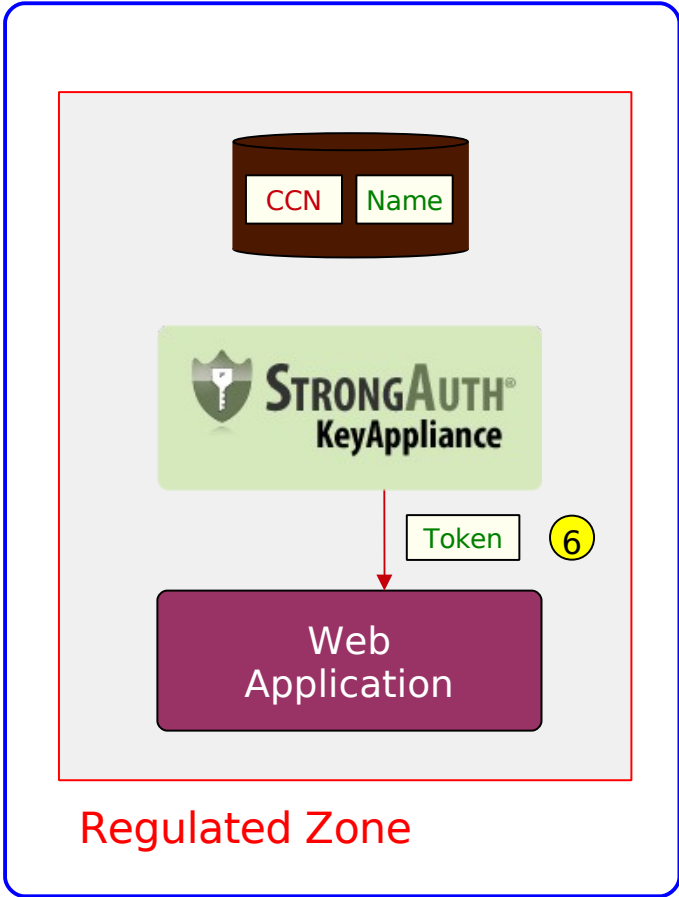 CCN Name
STRONGAUTH®
KeyAppliance
Token 6
Web
Application
Regulated Zone